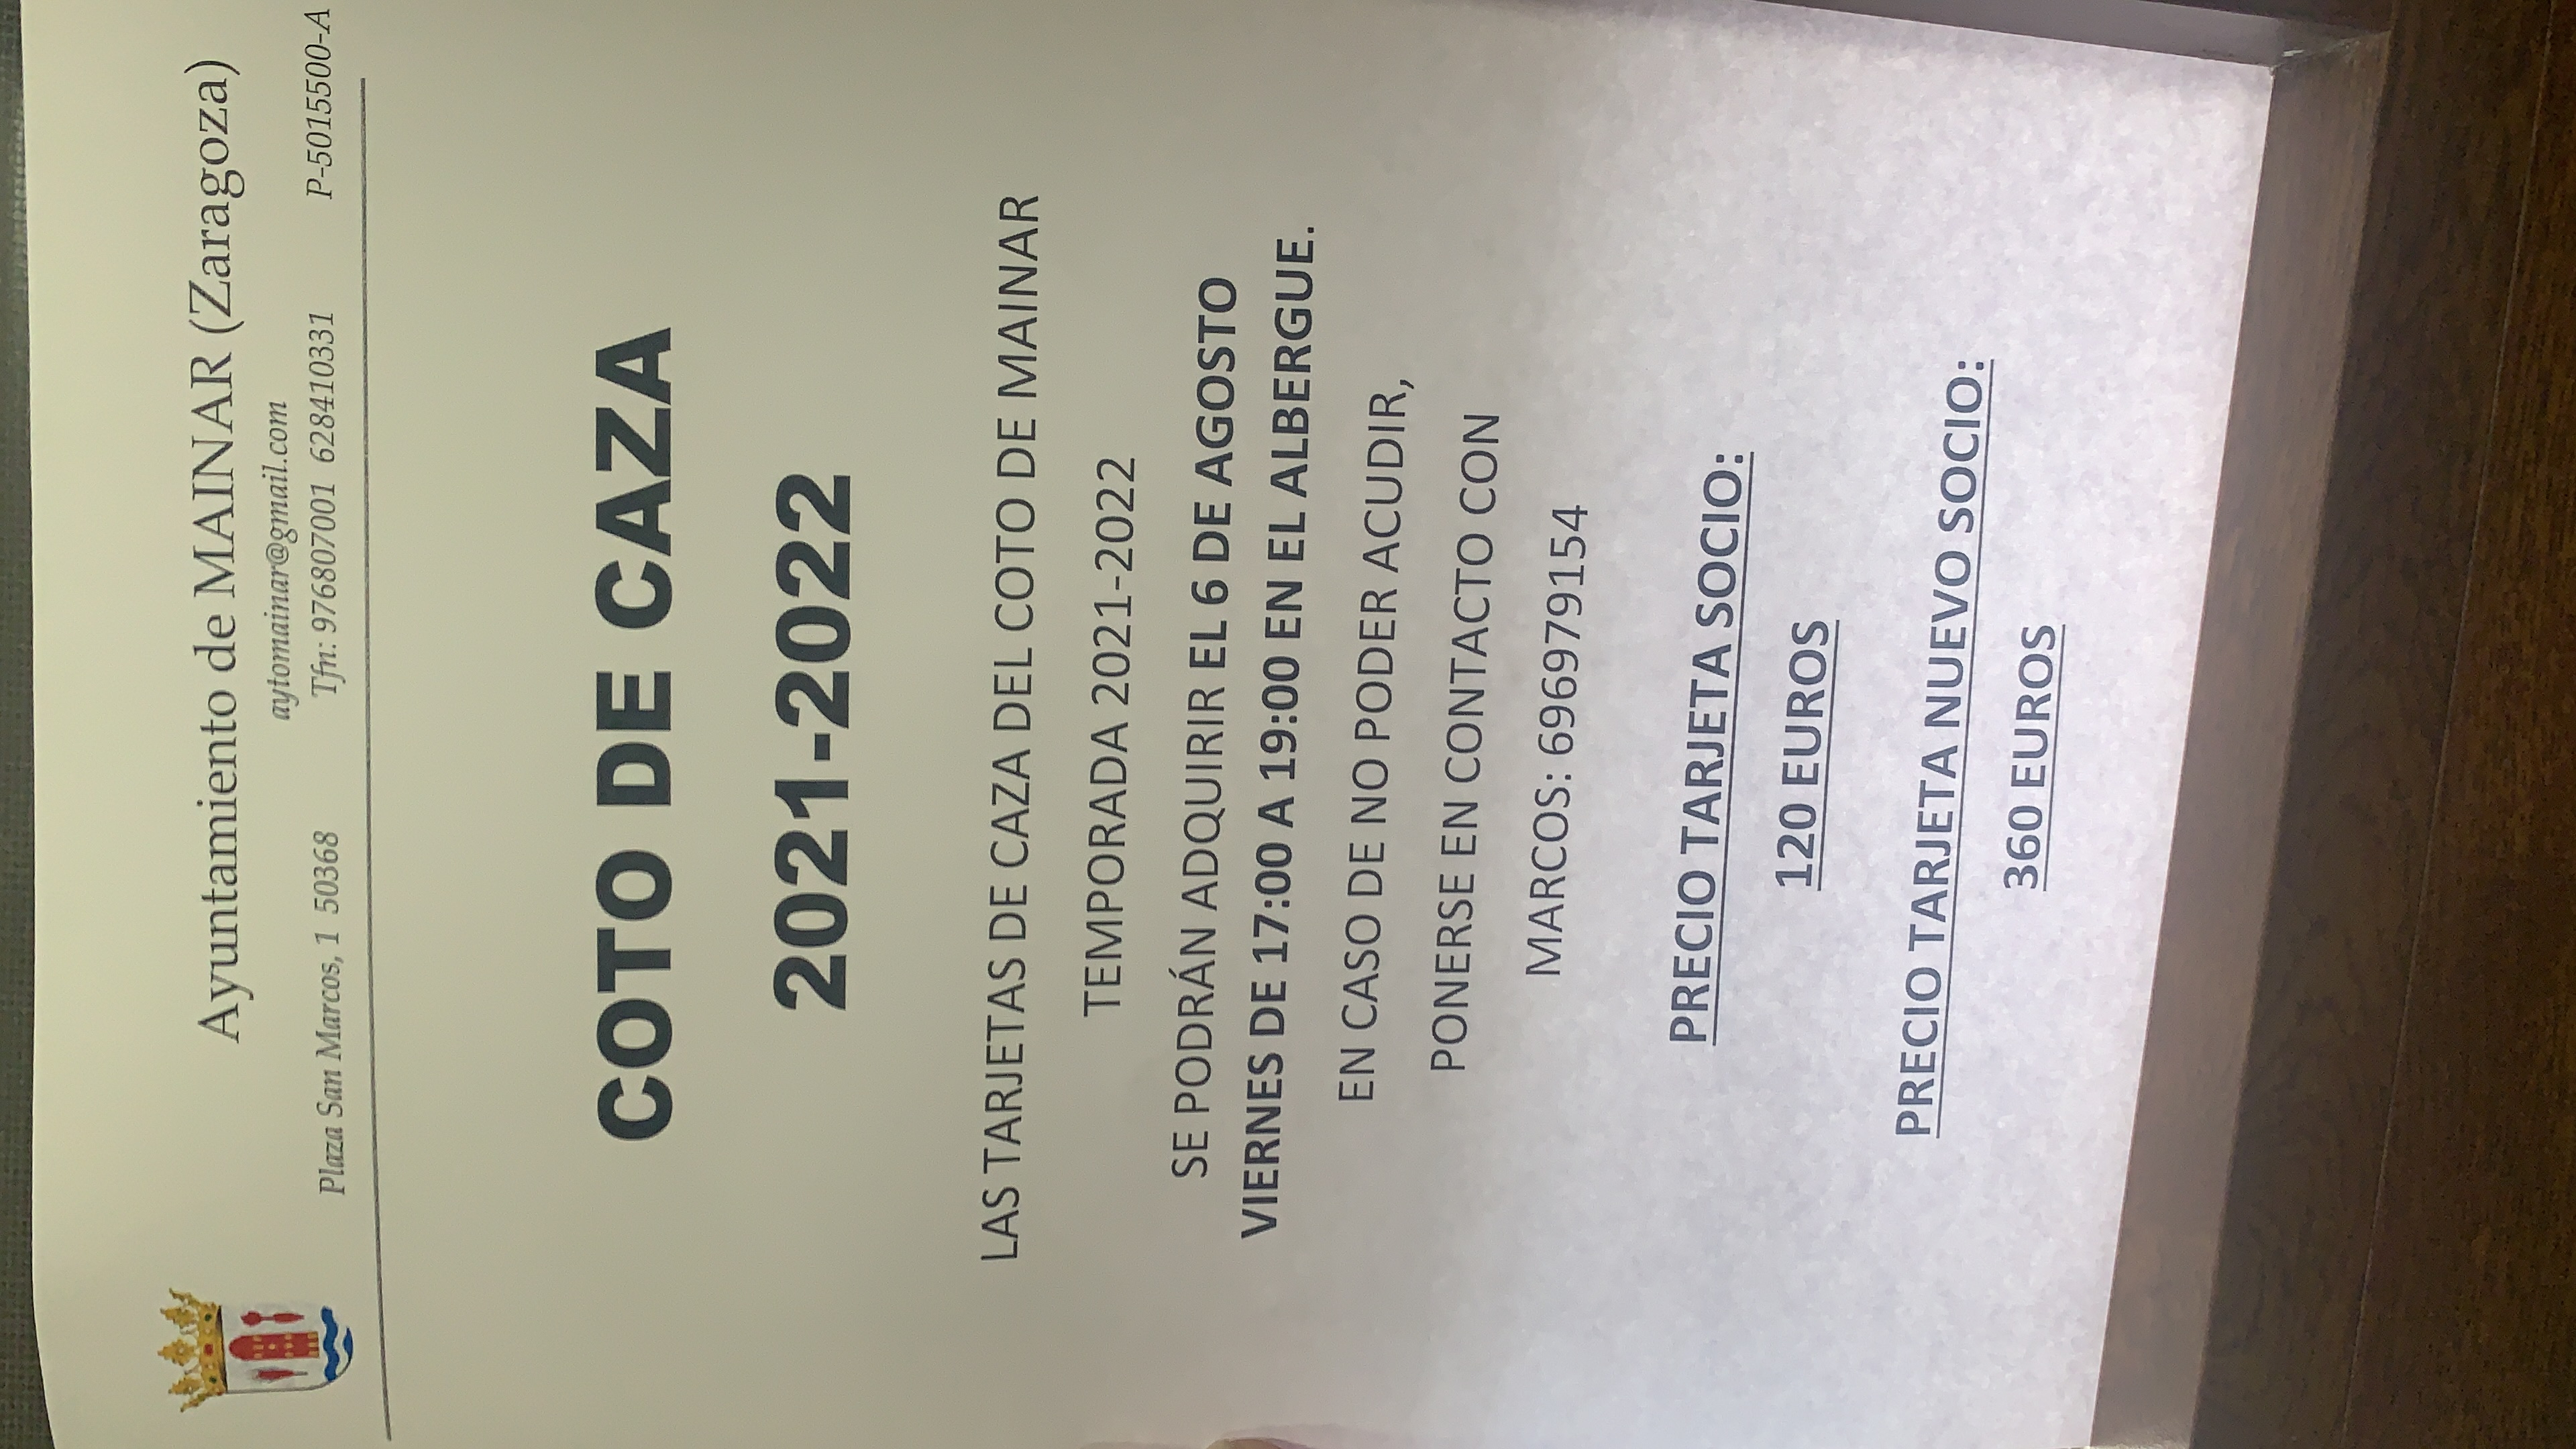 Ayuntamiento de MAINAR (Zaragoza)
aytomainar@gmail.com
Plaza San Marcos, 1 50368 Tfn: 976807001 628410331 P-5015500-A
COTO DE CAZA
2021-2022
LAS TARJETAS DE CAZA DEL COTO DE MAINAR
TEMPORADA 2021-2022
SE PODRÁN ADQUIRIR EL 6 DE AGOSTO
VIERNES DE 17:00 A 19:00 EN EL ALBERGUE.
EN CASO DE NO PODER ACUDIR,
PONERSE EN CONTACTO CON
MARCOS: 696979154
PRECIO TARJETA SOCIO:
120 EUROS
PRECIO TARJETA NUEVO SOCIO:
360 EUROS